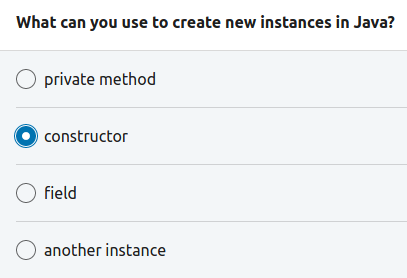 What can you use to create new instances in Java?
private method
constructor
field
another instance